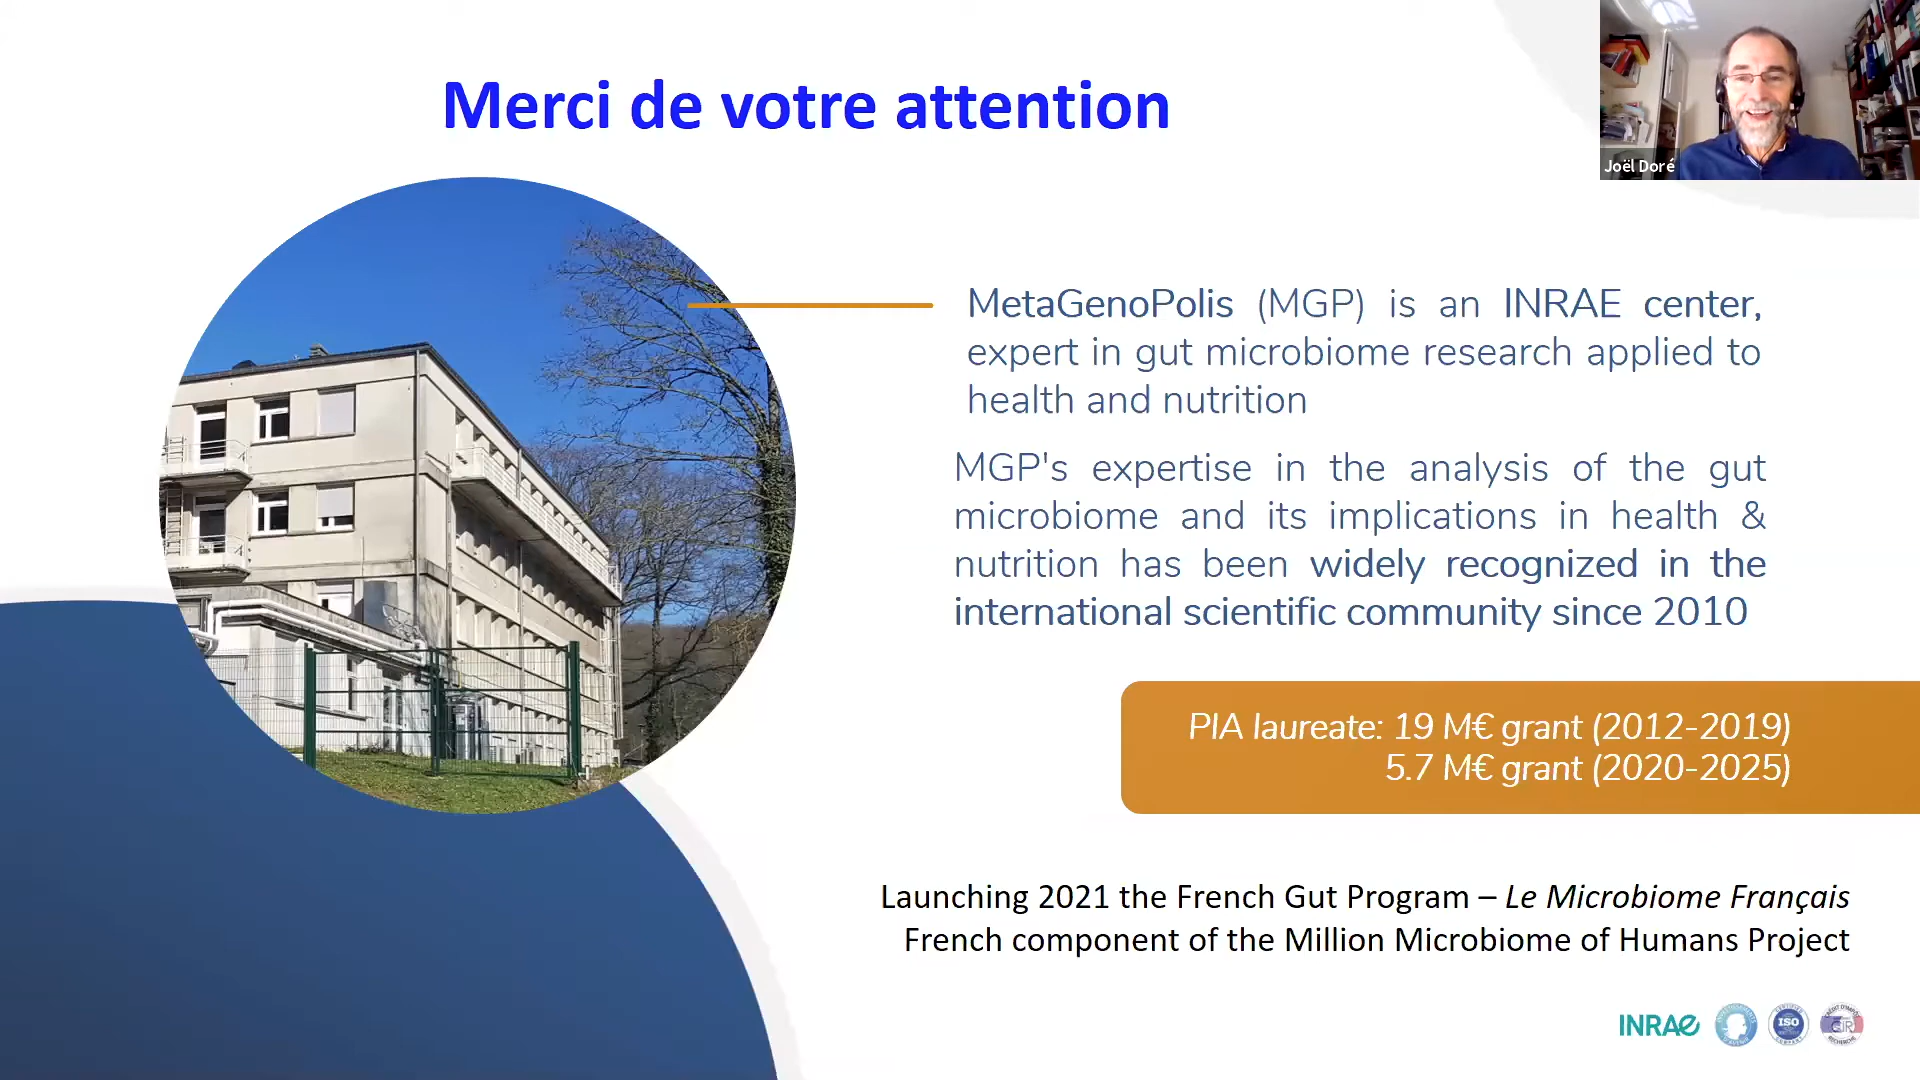 Merci de votre attention
Joël Doré
MetaGenoPolis (MGP) is an INRAE center,
expert in gut microbiome research applied to
health and nutrition
MGP's expertise in the analysis of the gut
microbiome and its implications in health &
nutrition has been widely recognized in the
international scientific community since 2010
PIA laureate: 19 M€ grant (2012-2019)
5.7 M€ grant (2020-2025)
Launching 2021 the French Gut Program – Le Microbiome Français
French component of the Million Microbiome of Humans Project
INRAE
ISO
CIR
RECHERCHE